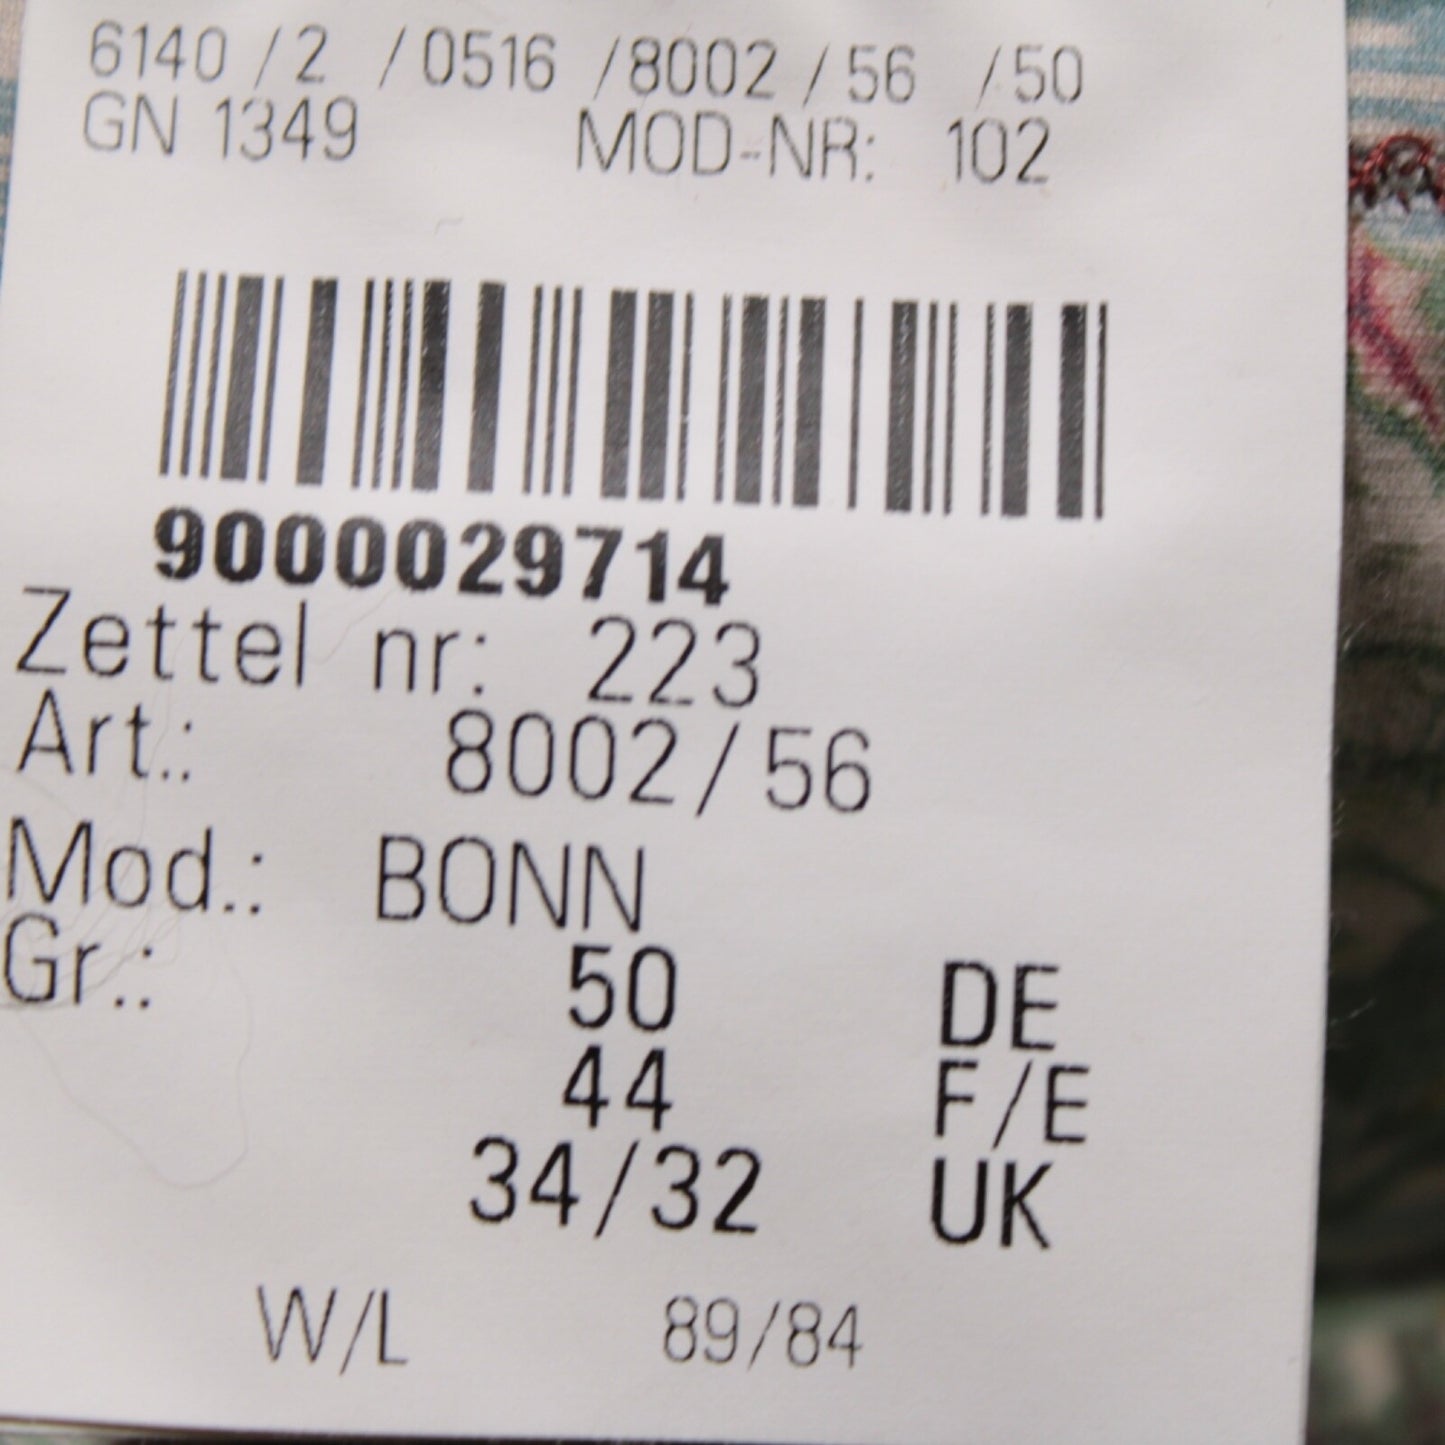 6140 / 2 / 0516 / 8002 / 56 / 50
GN 1349 MOD-NR: 102
9000029714
Zettel nr: 223
Art.: 8002/56
Mod.: BONN
Gr.: 50 DE
44 F/E
34/32 UK
W/L 89/84